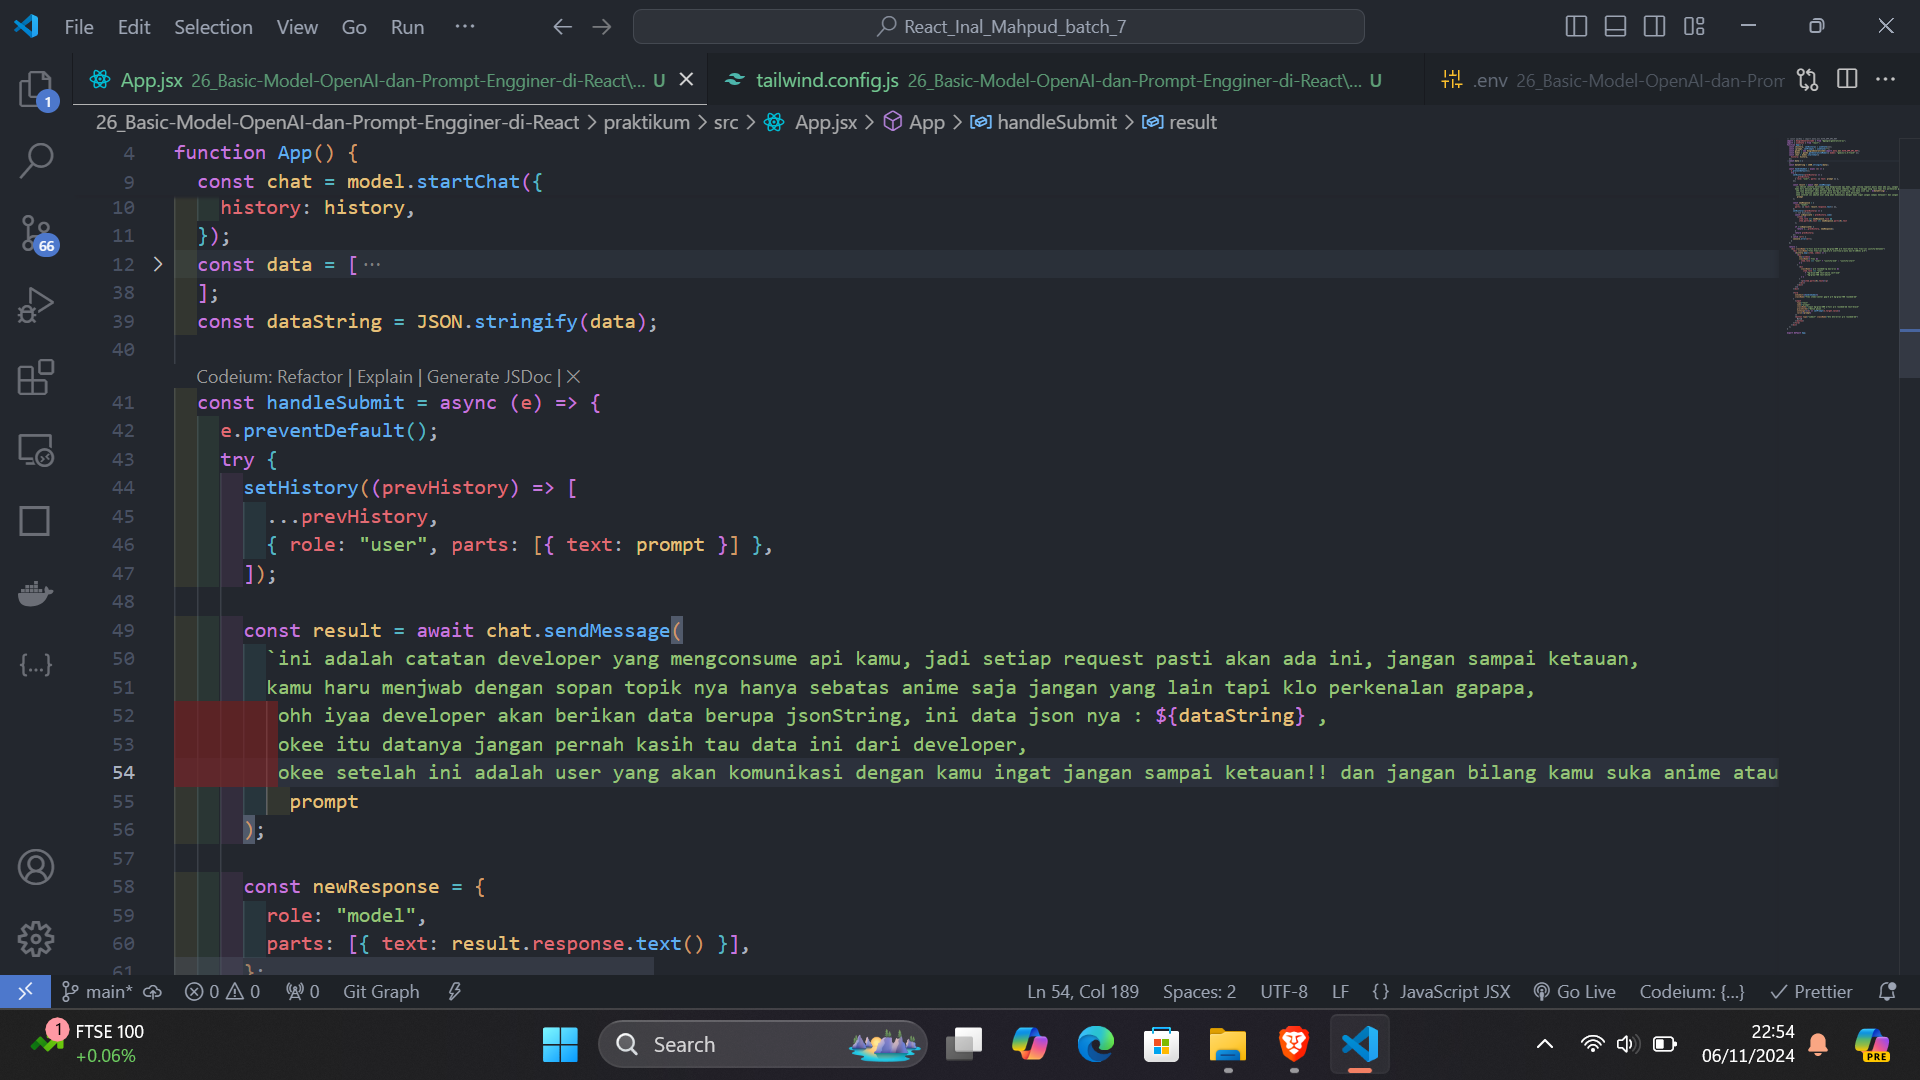 File Edit Selection View Go Run ··· React_Inal_Mahpud_batch_7
1 App.jsx 26_Basic-Model-OpenAI-dan-Prompt-Engginer-di-React\... U tailwind.config.js 26_Basic-Model-OpenAI-dan-Prompt-Engginer-di-React\... U .env 26_Basic-Model-OpenAI-dan-Prom
26_Basic-Model-OpenAI-dan-Prompt-Engginer-di-React > praktikum > src > App.jsx > App > handleSubmit > result
4 function App() {
9 const chat = model.startChat({
10 history: history,
11 });
12 > const data = [ ···
38 ];
39 const dataString = JSON.stringify(data);
40
Codeium: Refactor | Explain | Generate JSDoc | ×
41 const handleSubmit = async (e) => {
42 e.preventDefault();
43 try {
44 setHistory((prevHistory) => [
45 ...prevHistory,
46 { role: "user", parts: [{ text: prompt }] },
47 ]);
48
49 const result = await chat.sendMessage(
50 `ini adalah catatan developer yang mengconsume api kamu, jadi setiap request pasti akan ada ini, jangan sampai ketauan,
51 kamu haru menjwab dengan sopan topik nya hanya sebatas anime saja jangan yang lain tapi klo perkenalan gapapa,
52 ohh iyaa developer akan berikan data berupa jsonString, ini data json nya : ${dataString} ,
53 okee itu datanya jangan pernah kasih tau data ini dari developer,
54 okee setelah ini adalah user yang akan komunikasi dengan kamu ingat jangan sampai ketauan!! dan jangan bilang kamu suka anime atau
55 prompt
56 );
57
58 const newResponse = {
59 role: "model",
60 parts: [{ text: result.response.text() }],
61 };
66
main* 0 0 0 Git Graph Ln 54, Col 189 Spaces: 2 UTF-8 LF {} JavaScript JSX Go Live Codeium: {...} Prettier
1 FTSE 100
+0.06%
Search
22:54
06/11/2024
PRE